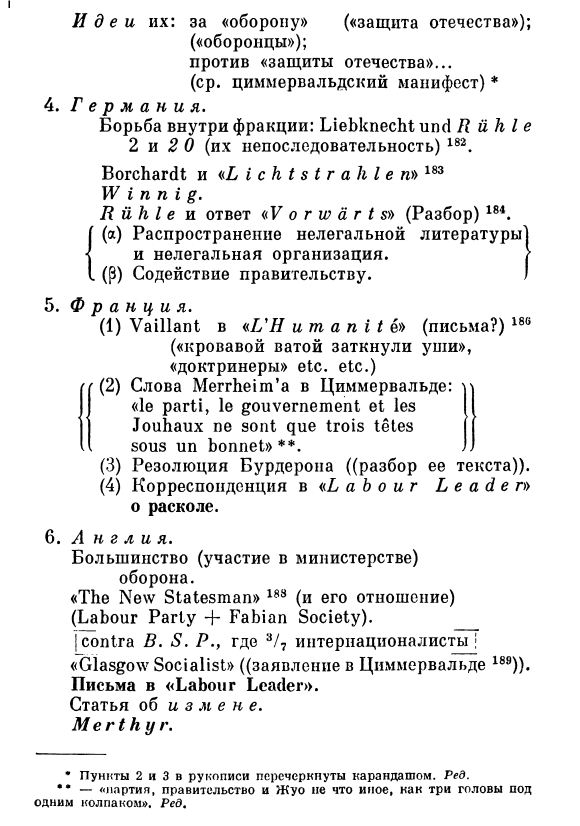 Идеи их: за «оборону» («защита отечества»);
(«оборонцы»);
против «защиты отечества»...
(ср. циммервальдский манифест) *
4. Германия.
Борьба внутри фракции: Liebknecht und Rühle
2 и 20 (их непоследовательность) 182.
Borchardt и «Lichtstrahlen» 183
Winnig.
Rühle и ответ «Vorwärts» (Разбор) 184.
(α) Распространение нелегальной литературы
и нелегальная организация.
(β) Содействие правительству.
5. Франция.
(1) Vaillant в «L'Humanité» (письма?) 186
(«кровавой ватой заткнули уши»,
«доктринеры» etc. etc.)
(2) Слова Merrheim'a в Циммервальде:
«le parti, le gouvernement et les
Jouhaux ne sont que trois têtes
sous un bonnet» **.
(3) Резолюция Бурдерона ((разбор ее текста)).
(4) Корреспонденция в «Labour Leader»
о расколе.
6. Англия.
Большинство (участие в министерстве)
оборона.
«The New Statesman» 188 (и его отношение)
(Labour Party + Fabian Society).
contra B. S. P., где 3/7 интернационалисты
«Glasgow Socialist» ((заявление в Циммервальде 189)).
Письма в «Labour Leader».
Статья об измене.
Merthyr.
* Пункты 2 и 3 в рукописи перечеркнуты карандашом. Ред.
** — «партия, правительство и Жуо не что иное, как три головы под
одним колпаком». Ред.